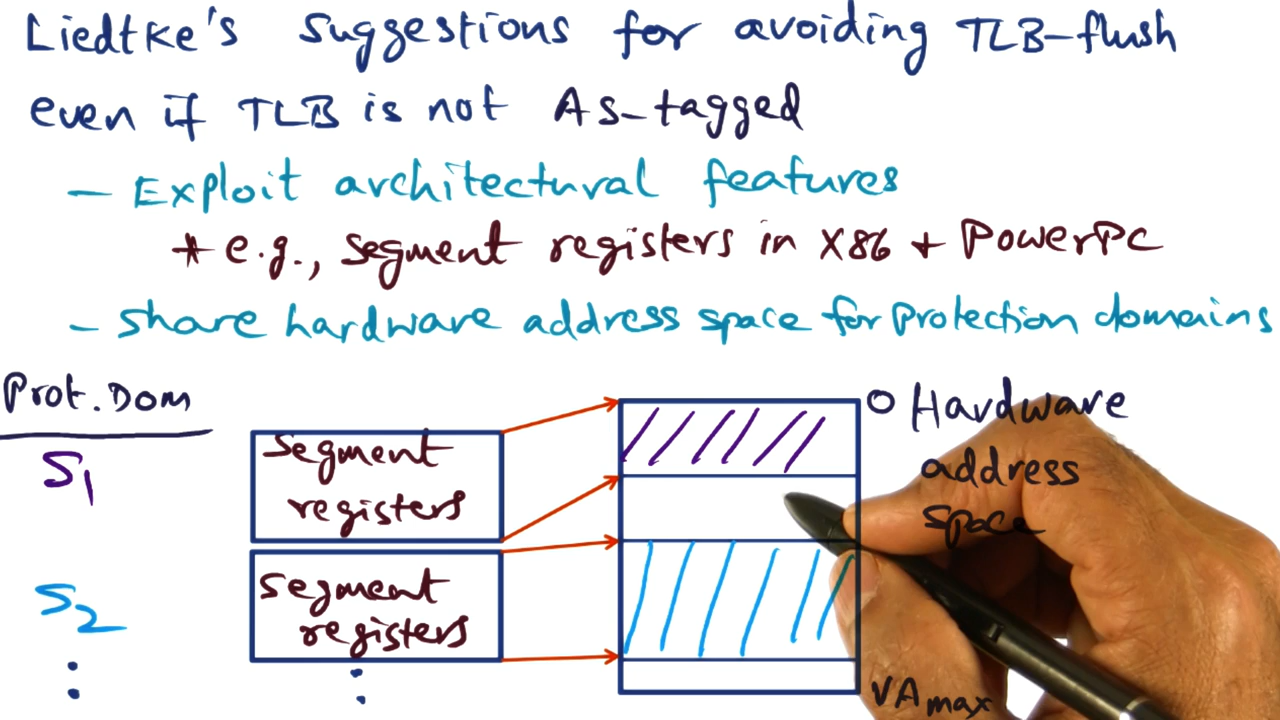 Liedtke's suggestions for avoiding TLB-flush
even if TLB is not AS-tagged
- Exploit architectural features
* e.g., segment registers in x86 + PowerPC
- share hardware address space for protection domains
Prot. Dom
S1
segment
registers
S2
segment
registers
0 Hardware
address
space
VAmax